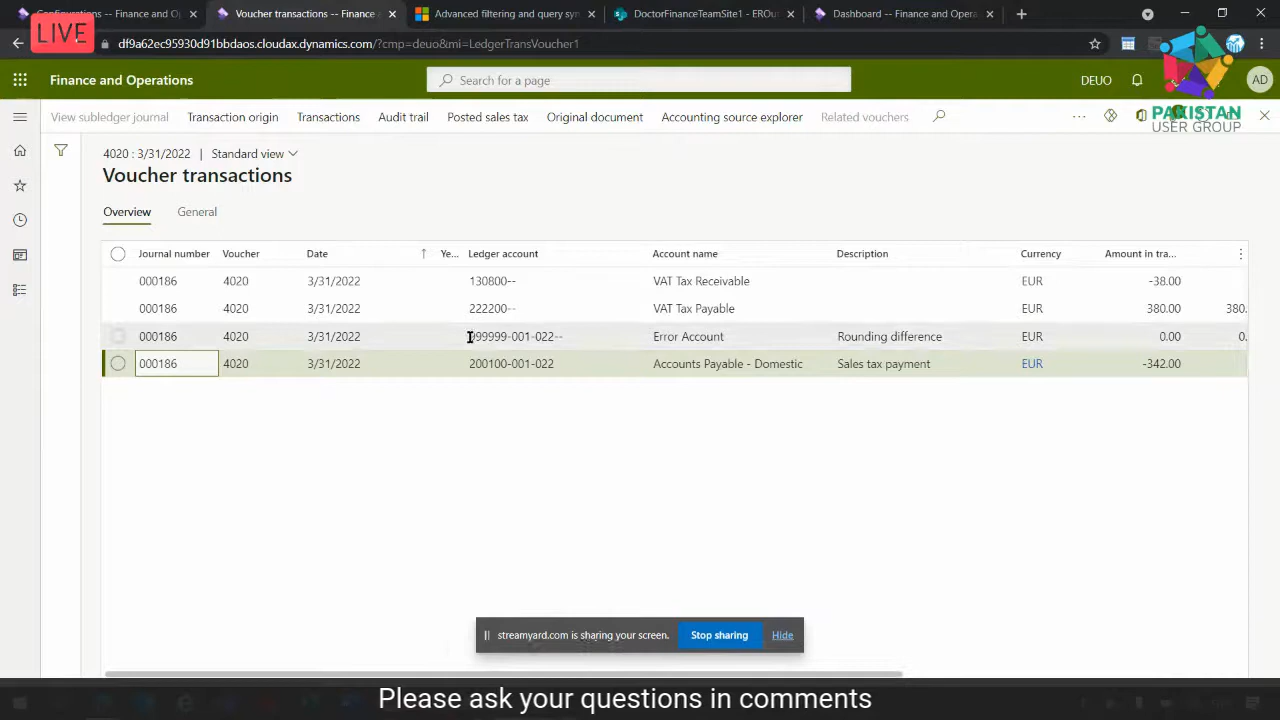 Configurations -- Finance and Op
Voucher transactions -- Finance
Advanced filtering and query syn
DoctorFinanceTeamSite1 - EROut
Dashboard -- Finance and Opera
LIVE
df9a62ec95930d91bbdaos.cloudax.dynamics.com/?cmp=deuo&mi=LedgerTransVoucher1
Finance and Operations
Search for a page
DEUO
AD
View subledger journal
Transaction origin
Transactions
Audit trail
Posted sales tax
Original document
Accounting source explorer
Related vouchers
PAKISTAN
USER GROUP
4020 : 3/31/2022 | Standard view
Voucher transactions
Overview
General
Journal number Voucher Date Ye... Ledger account Account name Description Currency Amount in tra...
000186 4020 3/31/2022 130800-- VAT Tax Receivable EUR -38.00
000186 4020 3/31/2022 222200-- VAT Tax Payable EUR 380.00 380.
000186 4020 3/31/2022 999999-001-022-- Error Account Rounding difference EUR 0.00 0.
000186 4020 3/31/2022 200100-001-022 Accounts Payable - Domestic Sales tax payment EUR -342.00
streamyard.com is sharing your screen.
Stop sharing
Hide
Please ask your questions in comments